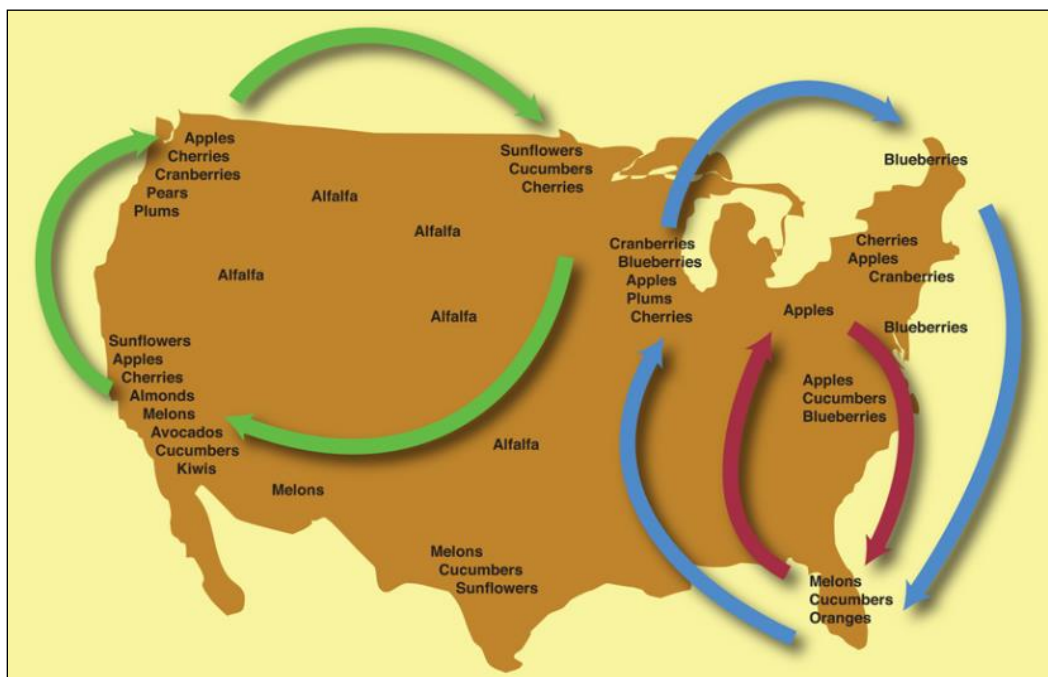 Apples
Cherries
Cranberries
Pears
Plums
Alfalfa
Sunflowers
Cucumbers
Cherries
Blueberries
Alfalfa
Cranberries
Blueberries
Apples
Plums
Cherries
Cherries
Apples
Cranberries
Alfalfa
Alfalfa
Apples
Blueberries
Sunflowers
Apples
Cherries
Almonds
Melons
Avocados
Cucumbers
Kiwis
Apples
Cucumbers
Blueberries
Alfalfa
Melons
Melons
Cucumbers
Sunflowers
Melons
Cucumbers
Oranges